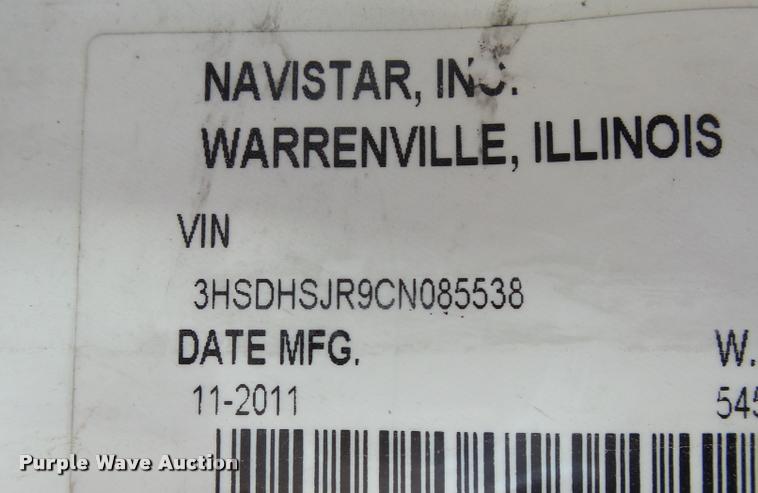 NAVISTAR, INC.
WARRENVILLE, ILLINOIS
VIN
3HSDHSJR9CN085538
DATE MFG.
W.
11-2011
545
Purple Wave Auction